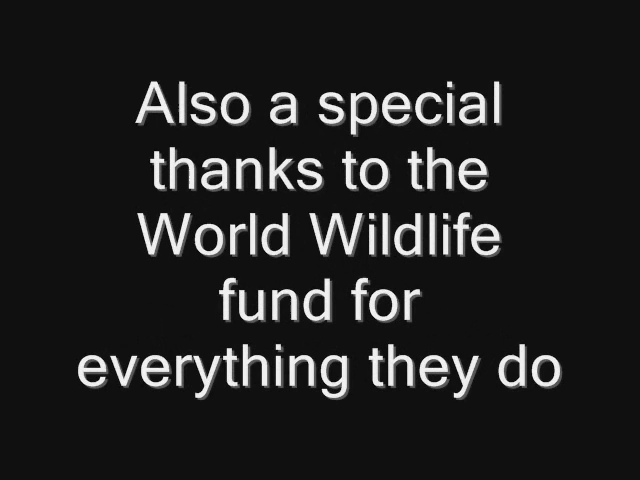 Also a special
thanks to the
World Wildlife
fund for
everything they do